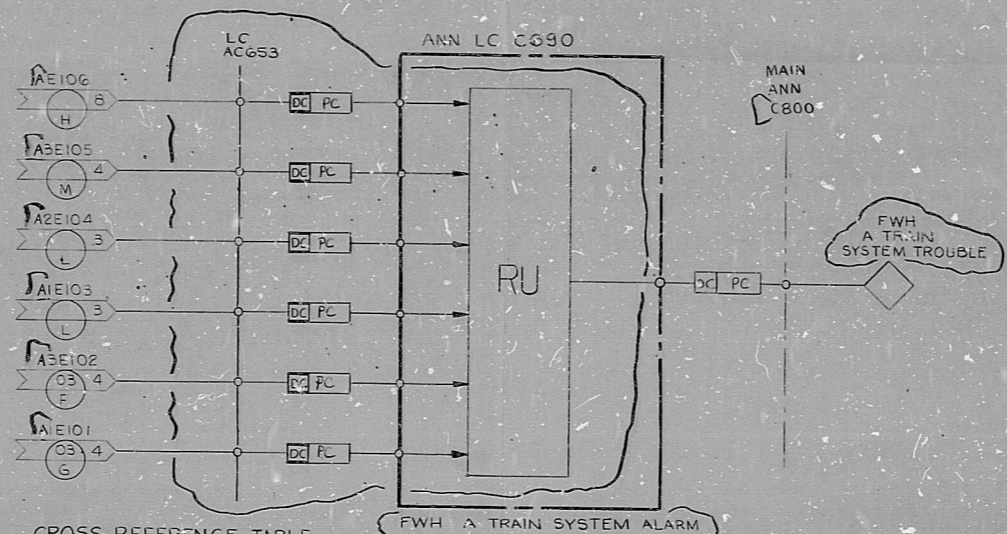 LC
AC653
ANN LC C690
MAIN
ANN
C800
AE106
8
H
DC PC
A3E105
4
M
DC PC
A2E104
3
L
DC PC
A1E103
3
L
DC PC
A3E102
03 4
F
DC PC
A1E101
03 4
G
DC PC
RU
DC PC
FWH
A TRAIN
SYSTEM TROUBLE
CROSS REFERENCE TABLE
FWH A TRAIN SYSTEM ALARM